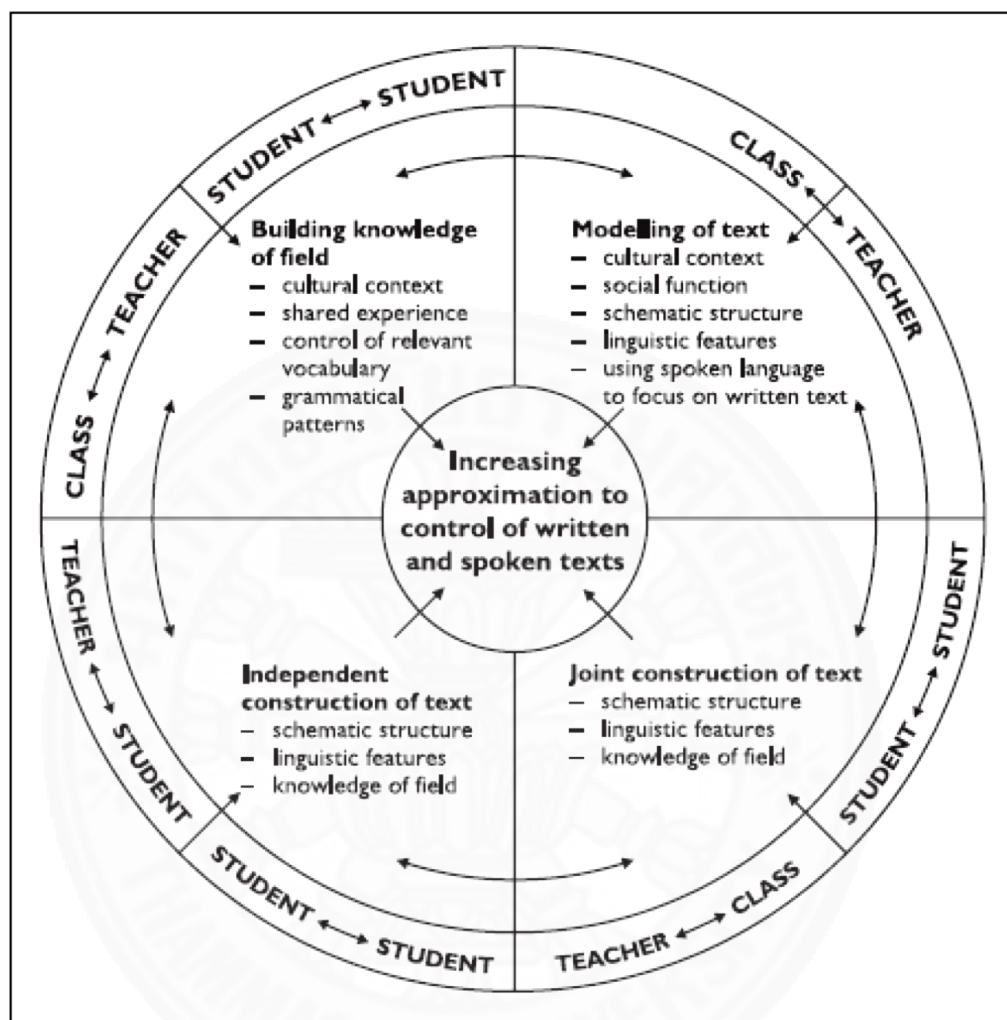 STUDENT ↔ STUDENT
CLASS ↔ TEACHER
Building knowledge
of field
– cultural context
– shared experience
– control of relevant
vocabulary
– grammatical
patterns
CLASS ↔ TEACHER
Modelling of text
– cultural context
– social function
– schematic structure
– linguistic features
– using spoken language
to focus on written text
Increasing
approximation to
control of written
and spoken texts
TEACHER ↔ STUDENT
STUDENT ↔ STUDENT
Independent
construction of text
– schematic structure
– linguistic features
– knowledge of field
Joint construction of text
– schematic structure
– linguistic features
– knowledge of field
STUDENT ↔ STUDENT
TEACHER ↔ CLASS